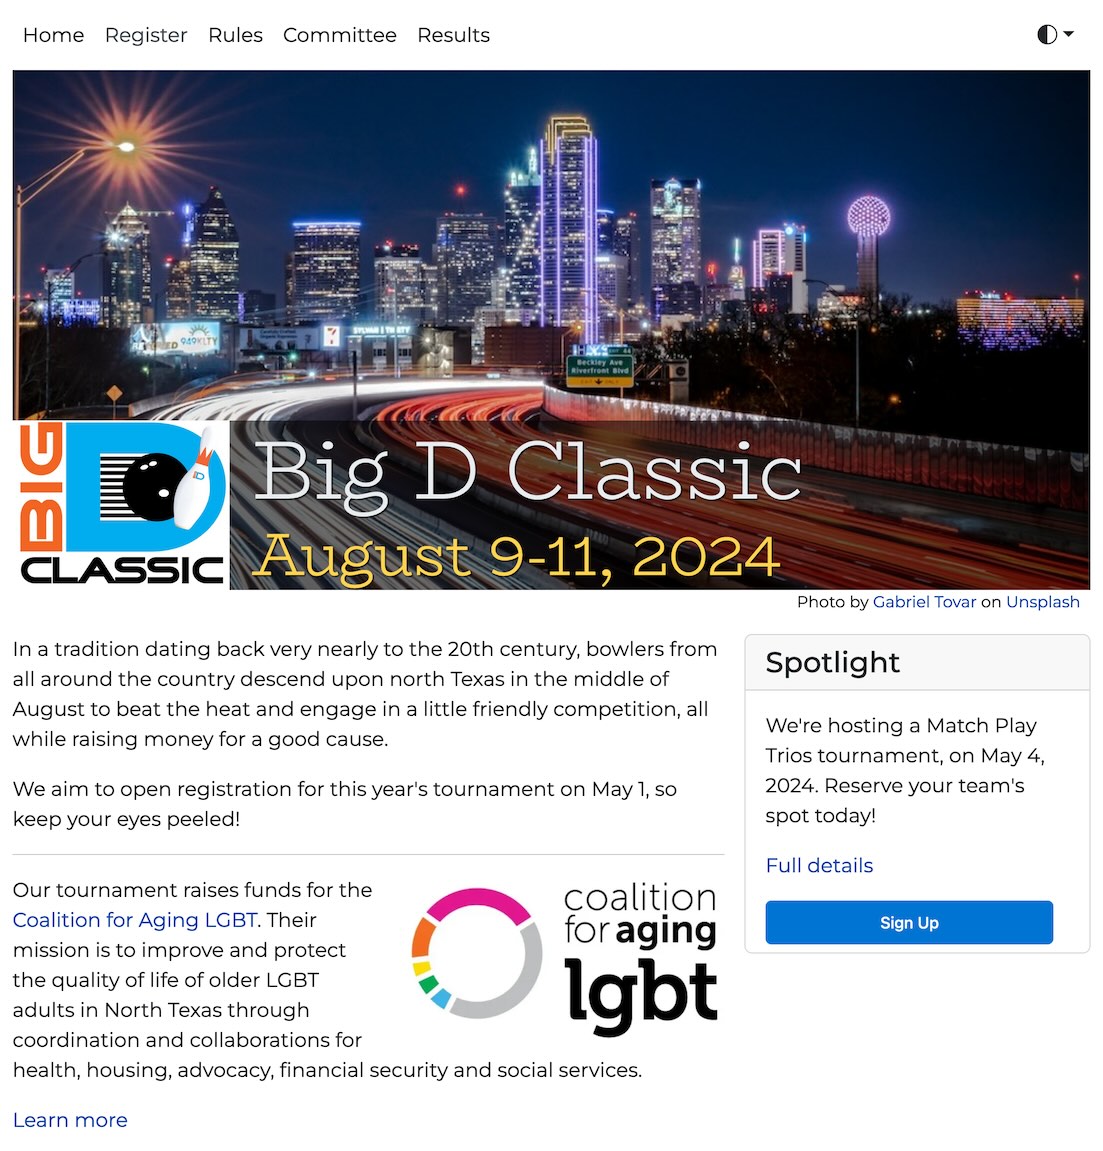 Home Register Rules Committee Results
SYLVAN | THIRTY
Beckley Ave
Riverfront Blvd
BIG
D
CLASSIC
Big D Classic
August 9-11, 2024
Photo by Gabriel Tovar on Unsplash
In a tradition dating back very nearly to the 20th century, bowlers from
all around the country descend upon north Texas in the middle of
August to beat the heat and engage in a little friendly competition, all
while raising money for a good cause.
We aim to open registration for this year's tournament on May 1, so
keep your eyes peeled!
Spotlight
We're hosting a Match Play
Trios tournament, on May 4,
2024. Reserve your team's
spot today!
Full details
Sign Up
Our tournament raises funds for the
Coalition for Aging LGBT. Their
mission is to improve and protect
the quality of life of older LGBT
adults in North Texas through
coordination and collaborations for
health, housing, advocacy, financial security and social services.
coalition
for aging
lgbt
Learn more